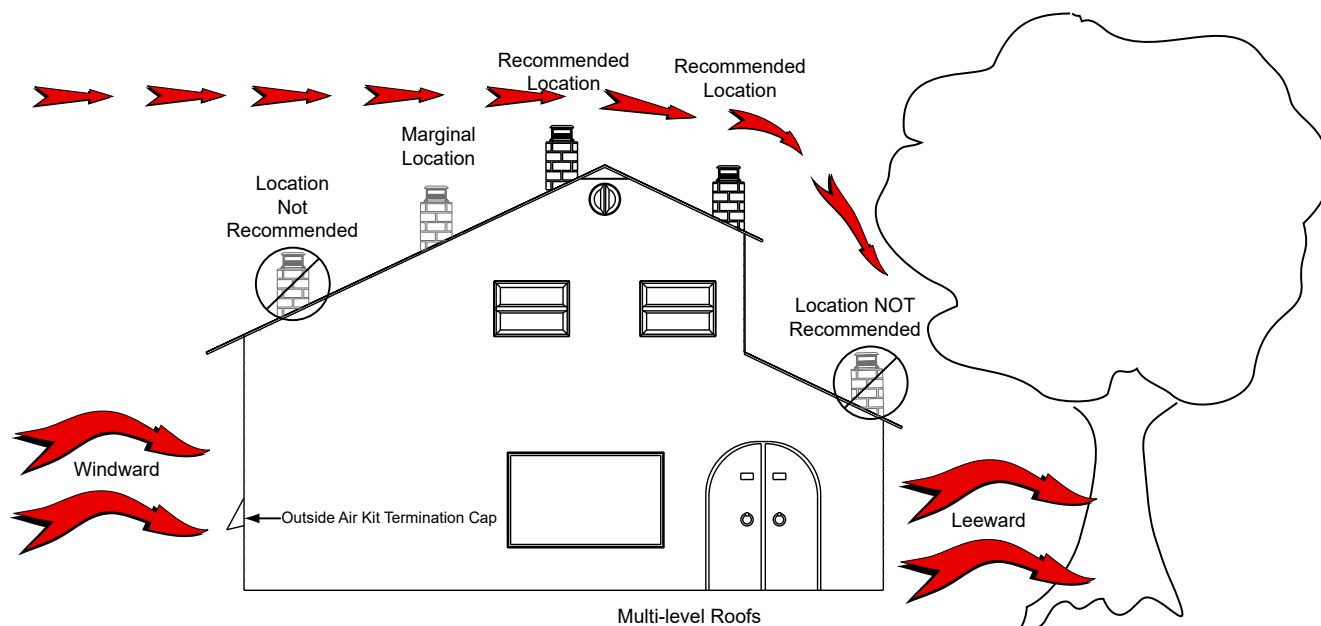 Recommended
Location
Recommended
Location
Marginal
Location
Location
Not
Recommended
Location NOT
Recommended
Windward
Outside Air Kit Termination Cap
Leeward
Multi-level Roofs